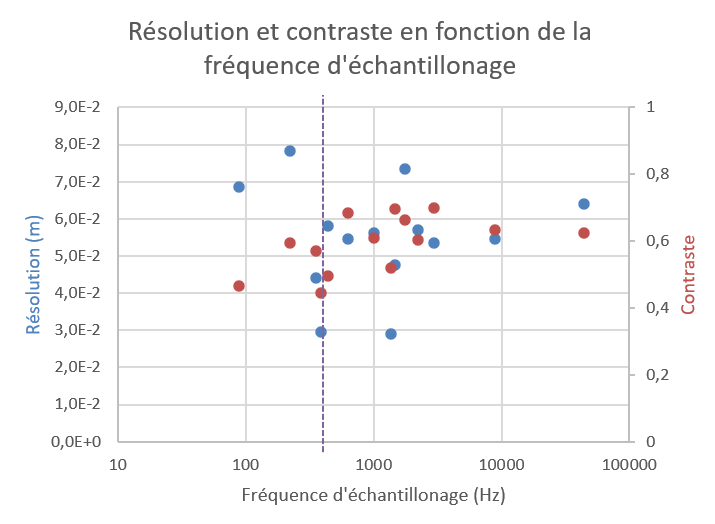 Résolution et contraste en fonction de la
fréquence d'échantillonage
9,0E-2
8,0E-2
7,0E-2
6,0E-2
5,0E-2
4,0E-2
3,0E-2
2,0E-2
1,0E-2
0,0E+0
Résolution (m)
1
0,8
0,6
0,4
0,2
0
Contraste
10
100
1000
10000
100000
Fréquence d'échantillonage (Hz)